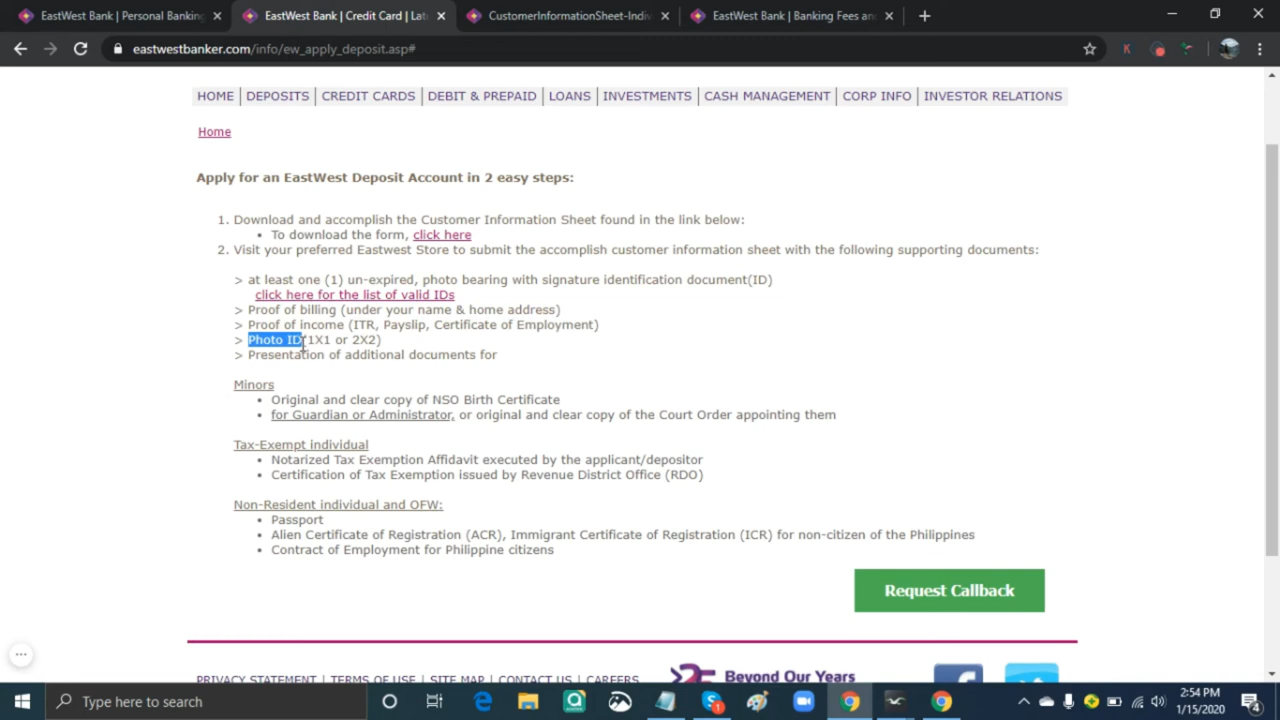 EastWest Bank | Personal Banking
EastWest Bank | Credit Card | Late
CustomerInformationSheet-Indivi
EastWest Bank | Banking Fees and
eastwestbanker.com/info/ew_apply_deposit.asp#
HOME | DEPOSITS | CREDIT CARDS | DEBIT & PREPAID | LOANS | INVESTMENTS | CASH MANAGEMENT | CORP INFO | INVESTOR RELATIONS
Home
Apply for an EastWest Deposit Account in 2 easy steps:
1. Download and accomplish the Customer Information Sheet found in the link below:
• To download the form, click here
2. Visit your preferred Eastwest Store to submit the accomplish customer information sheet with the following supporting documents:
> at least one (1) un-expired, photo bearing with signature identification document(ID)
click here for the list of valid IDs
> Proof of billing (under your name & home address)
> Proof of income (ITR, Payslip, Certificate of Employment)
> Photo ID(1X1 or 2X2)
> Presentation of additional documents for
Minors
• Original and clear copy of NSO Birth Certificate
• for Guardian or Administrator, or original and clear copy of the Court Order appointing them
Tax-Exempt individual
• Notarized Tax Exemption Affidavit executed by the applicant/depositor
• Certification of Tax Exemption issued by Revenue District Office (RDO)
Non-Resident individual and OFW:
• Passport
• Alien Certificate of Registration (ACR), Immigrant Certificate of Registration (ICR) for non-citizen of the Philippines
• Contract of Employment for Philippine citizens
Request Callback
PRIVACY STATEMENT | TERMS OF USE | SITE MAP | CONTACT US | CAREERS
Beyond Our Years
Type here to search
2:54 PM
1/15/2020